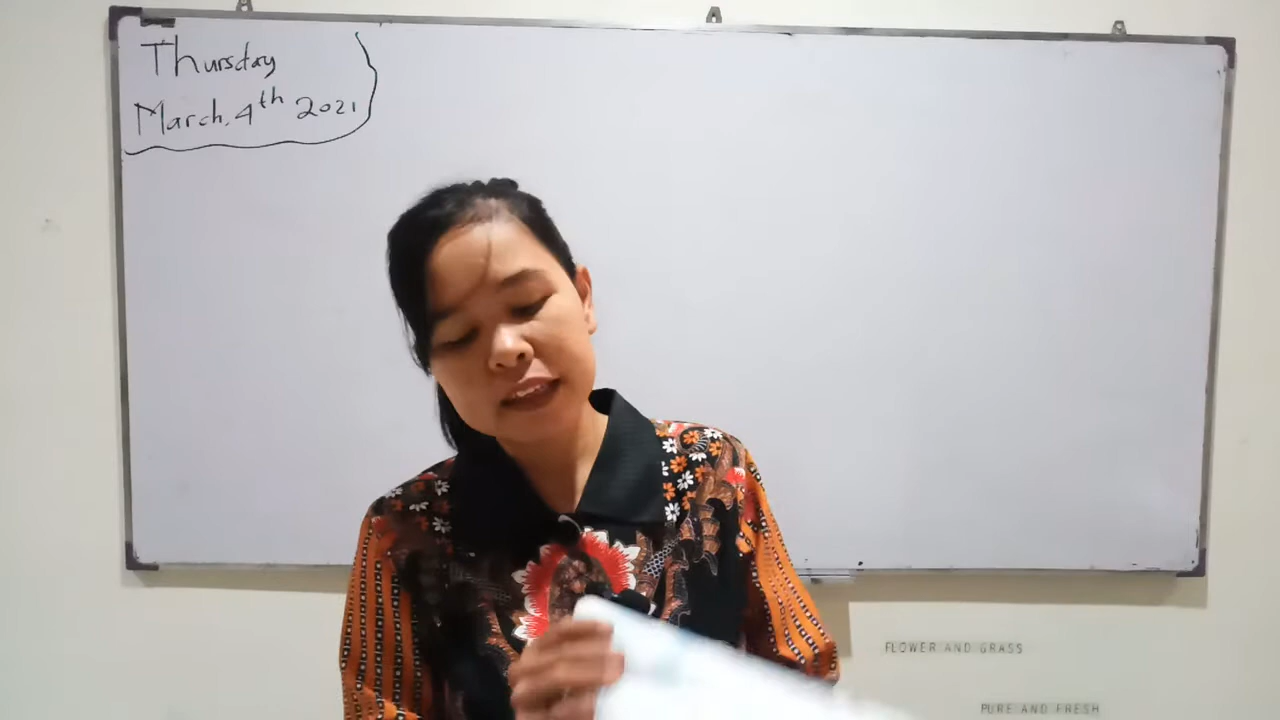 Thursday
March, 4th 2021
FLOWER AND GRASS
PURE AND FRESH